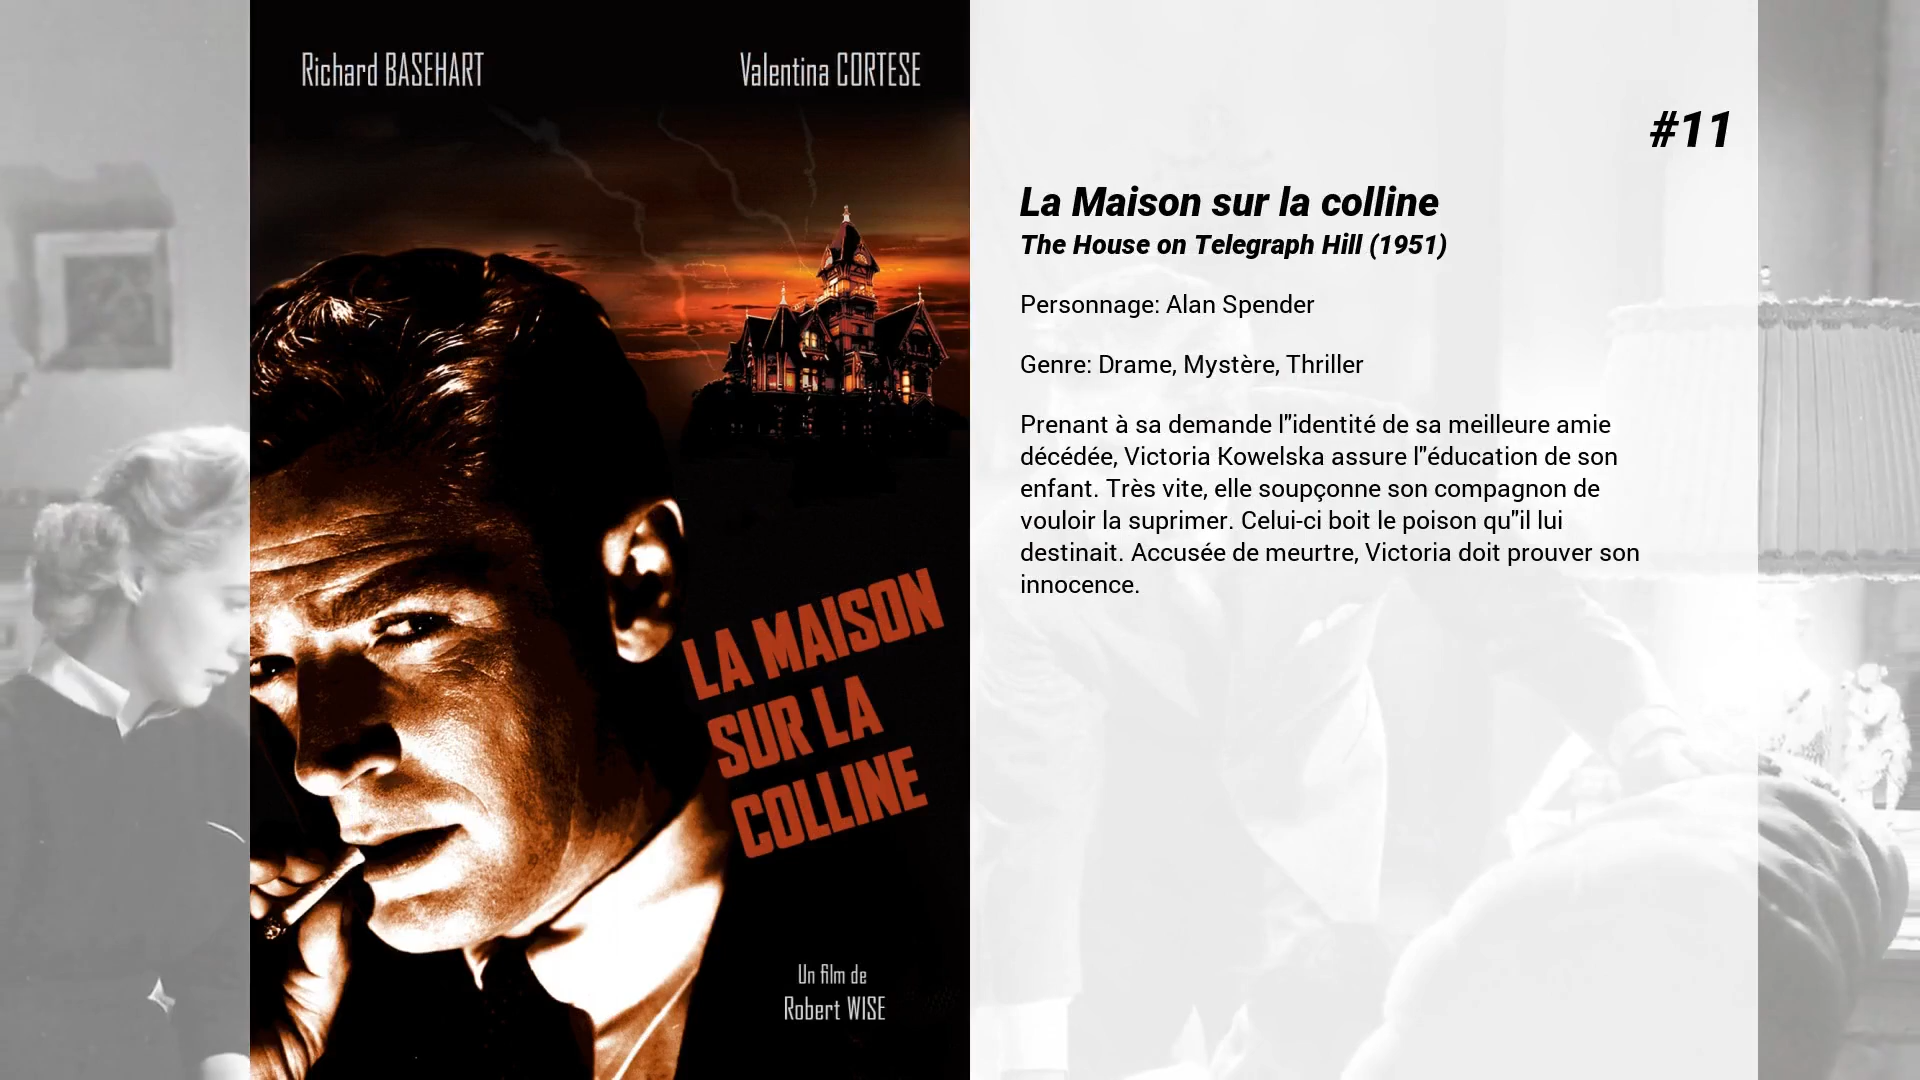 Richard BASEHART
Valentina CORTESE
LA MAISON
SUR LA
COLLINE
Un film de
Robert WISE
#11
La Maison sur la colline
The House on Telegraph Hill (1951)
Personnage: Alan Spender
Genre: Drame, Mystère, Thriller
Prenant à sa demande l"identité de sa meilleure amie
décédée, Victoria Kowelska assure l"éducation de son
enfant. Très vite, elle soupçonne son compagnon de
vouloir la suprimer. Celui-ci boit le poison qu"il lui
destinait. Accusée de meurtre, Victoria doit prouver son
innocence.